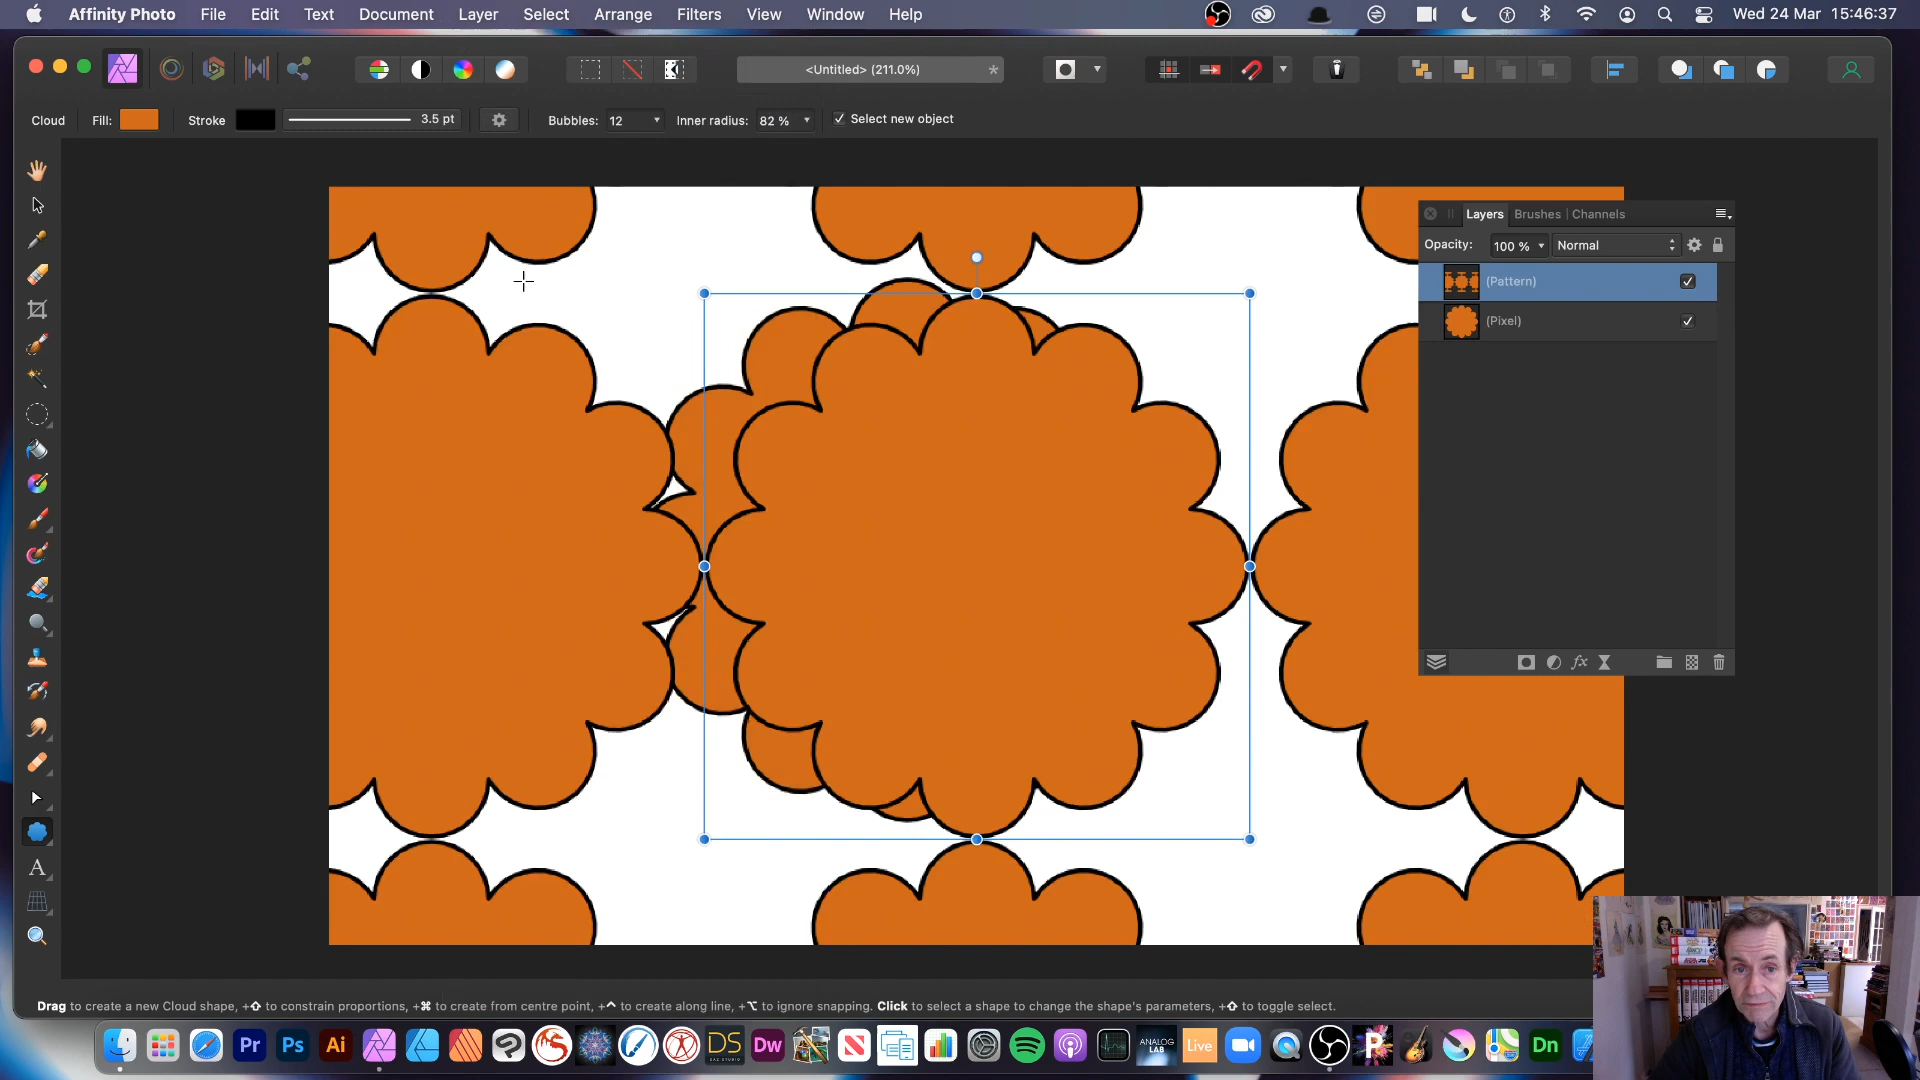 Affinity Photo File Edit Text Document Layer Select Arrange Filters View Window Help Wed 24 Mar 15:46:37
<Untitled> (211.0%) *
Cloud Fill: Stroke 3.5 pt Bubbles: 12 Inner radius: 82 % Select new object
Layers Brushes Channels
Opacity: 100 % Normal
(Pattern)
(Pixel)
A
Drag to create a new Cloud shape, +⇧ to constrain proportions, +⌘ to create from centre point, +^ to create along line, +⌥ to ignore snapping. Click to select a shape to change the shape's parameters, +⇧ to toggle select.
Pr Ps Ai DS Dw N ANALOG LAB Live P Dn